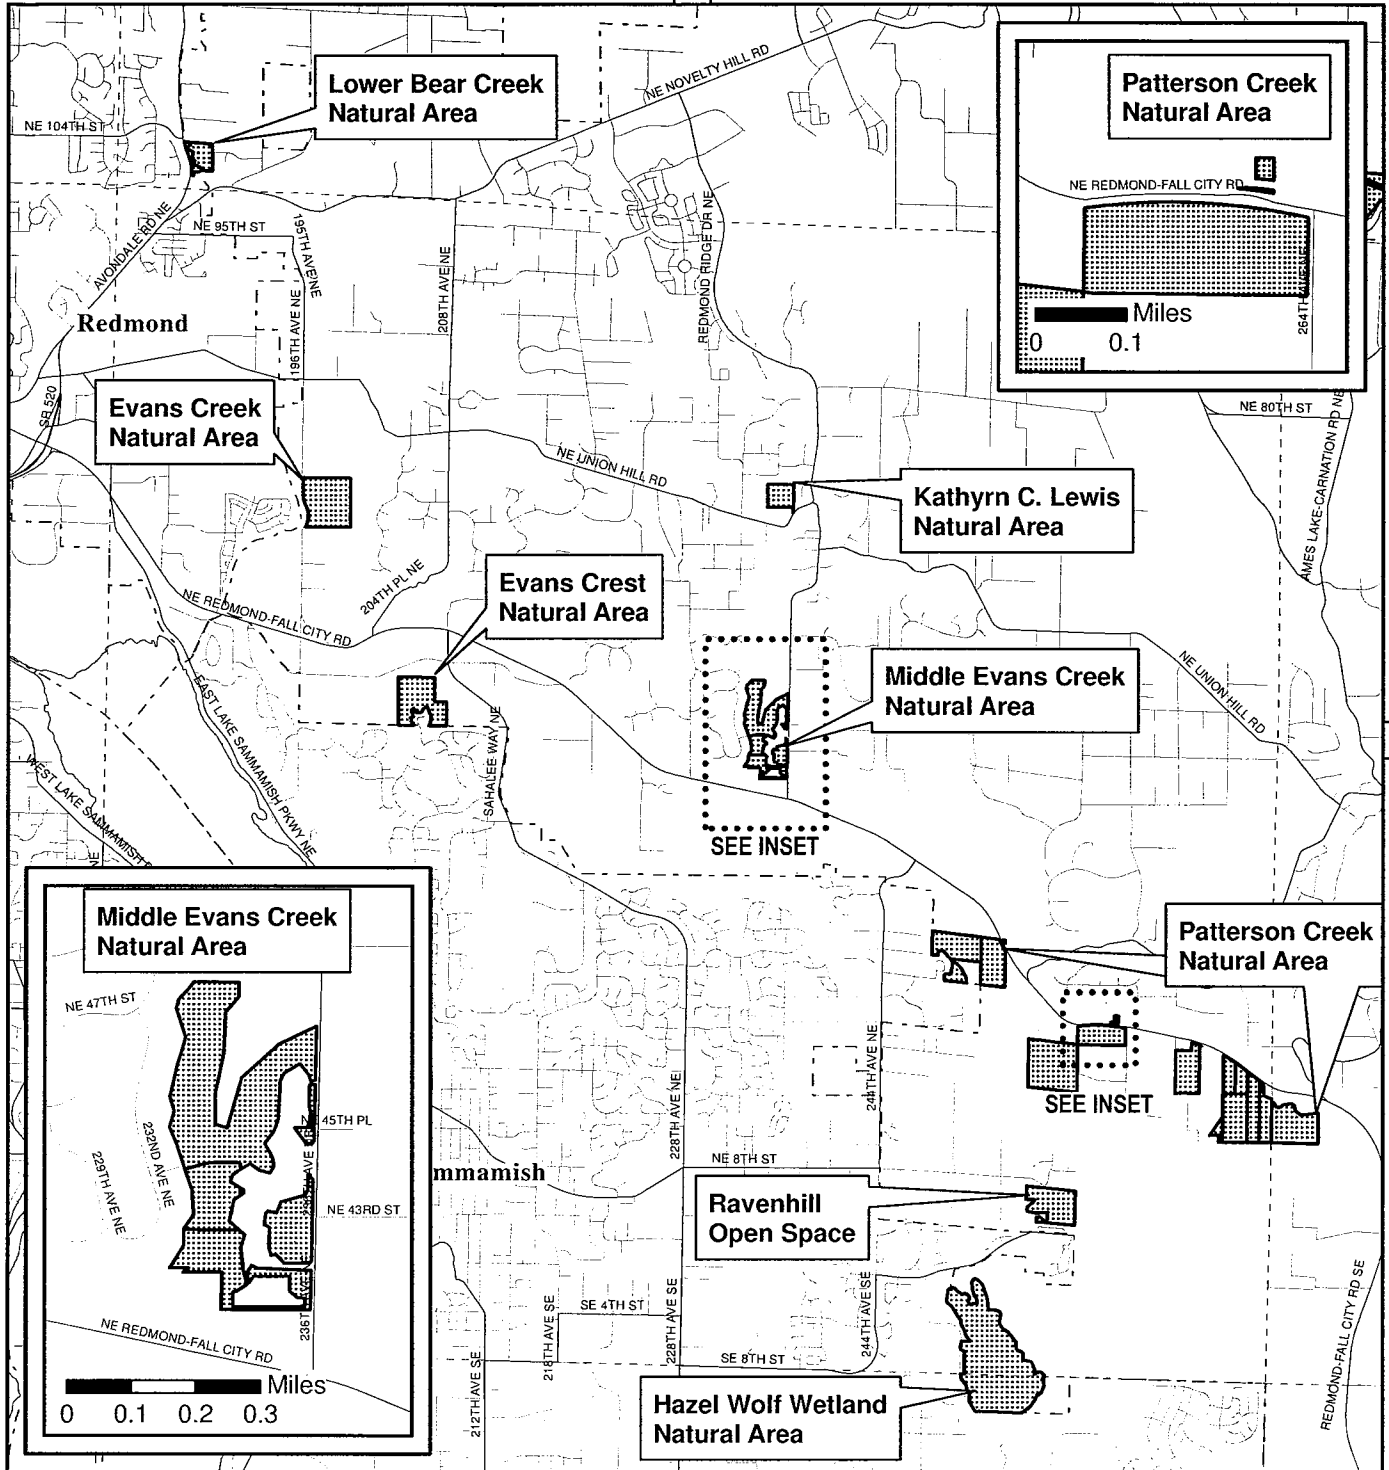 NE NOVELTY HILL RD
Lower Bear Creek
Natural Area
NE 104TH ST
Patterson Creek
Natural Area
NE REDMOND-FALL CITY RD
264TH AVE NE
Miles
0 0.1
AVONDALE RD NE
NE 95TH ST
195TH AVE NE
196TH AVE NE
208TH AVE NE
REDMOND RIDGE DR NE
Redmond
SR 520
Evans Creek
Natural Area
NE 80TH ST
AMES LAKE-CARNATION RD NE
NE UNION HILL RD
Kathyrn C. Lewis
Natural Area
204TH PL NE
Evans Crest
Natural Area
NE REDMOND-FALL CITY RD
NE UNION HILL RD
Middle Evans Creek
Natural Area
EAST LAKE SAMMAMISH PKWY NE
WEST LAKE SAMMAMISH
SAHALEE WAY NE
SEE INSET
Middle Evans Creek
Natural Area
NE 47TH ST
232ND AVE NE
229TH AVE NE
NE 45TH PL
NE 43RD ST
236TH AVE NE
NE REDMOND-FALL CITY RD
Miles
0 0.1 0.2 0.3
Patterson Creek
Natural Area
SEE INSET
244TH AVE NE
228TH AVE NE
mmamish
NE 8TH ST
Ravenhill
Open Space
SE 4TH ST
218TH AVE SE
228TH AVE SE
244TH AVE SE
SE 8TH ST
212TH AVE SE
Hazel Wolf Wetland
Natural Area
REDMOND-FALL CITY RD SE